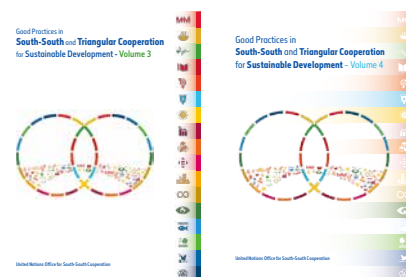 Good Practices in
South-South and Triangular Cooperation
for Sustainable Development - Volume 3
United Nations Office for South-South Cooperation
Good Practices in
South-South and Triangular Cooperation
for Sustainable Development - Volume 4
United Nations Office for South-South Cooperation